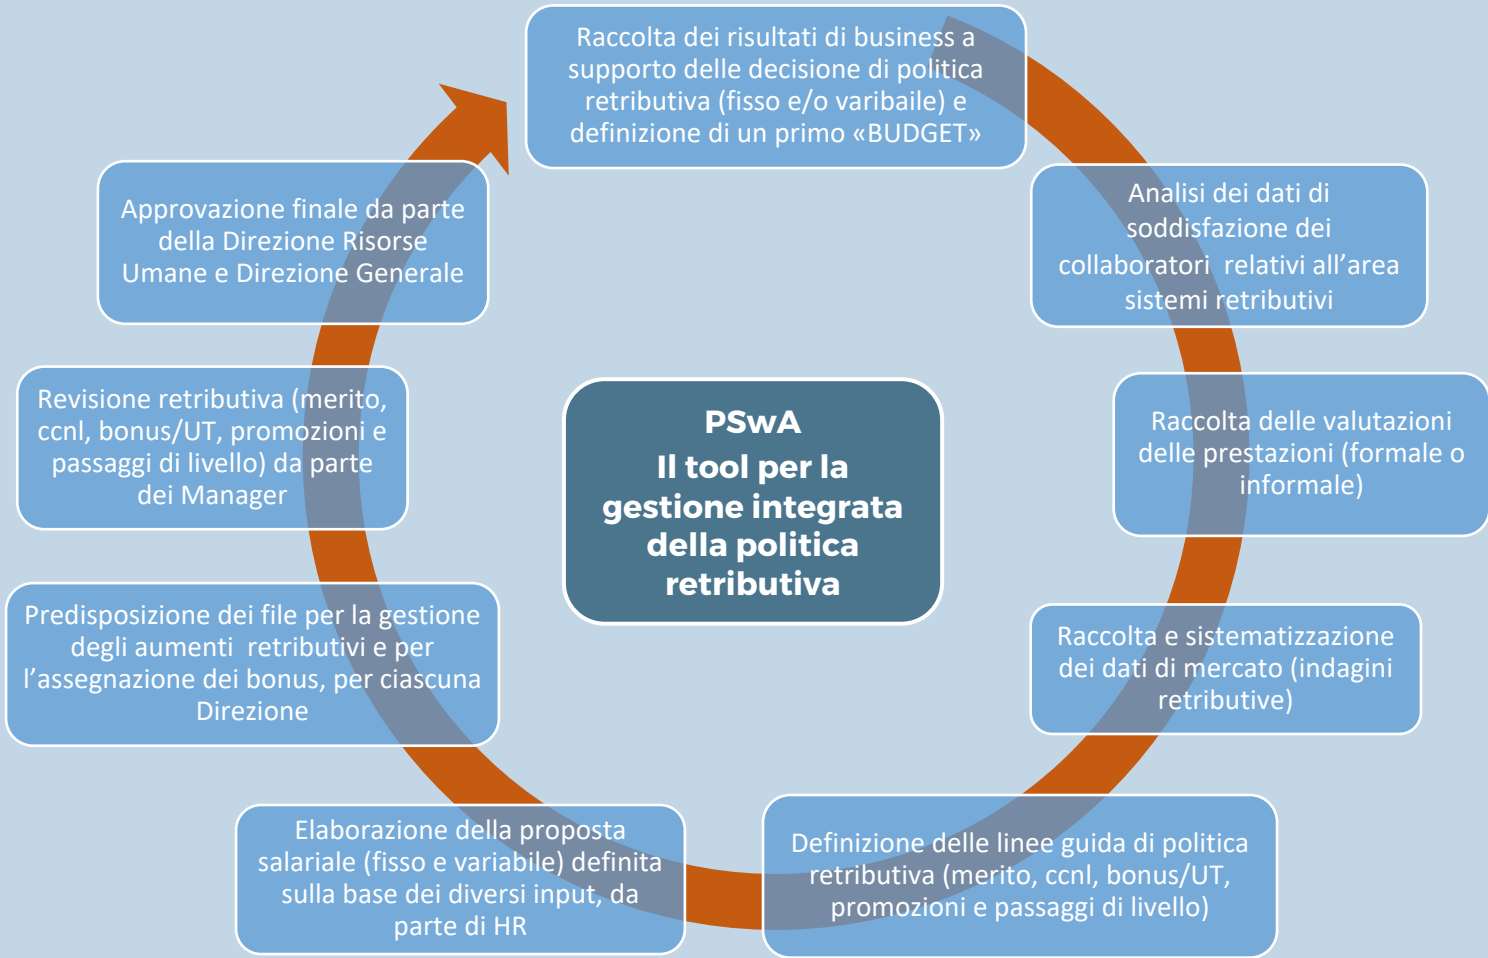 Raccolta dei risultati di business a
supporto delle decisione di politica
retributiva (fisso e/o varibaile) e
definizione di un primo «BUDGET»
Analisi dei dati di
soddisfazione dei
collaboratori  relativi all’area
sistemi retributivi
Raccolta delle valutazioni
delle prestazioni (formale o
informale)
Raccolta e sistematizzazione
dei dati di mercato (indagini
retributive)
Definizione delle linee guida di politica
retributiva (merito, ccnl, bonus/UT,
promozioni e passaggi di livello)
Elaborazione della proposta
salariale (fisso e variabile) definita
sulla base dei diversi input, da
parte di HR
Predisposizione dei file per la gestione
degli aumenti  retributivi e per
l’assegnazione dei bonus, per ciascuna
Direzione
Revisione retributiva (merito,
ccnl, bonus/UT, promozioni e
passaggi di livello) da parte
dei Manager
Approvazione finale da parte
della Direzione Risorse
Umane e Direzione Generale
PSwA
Il tool per la
gestione integrata
della politica
retributiva